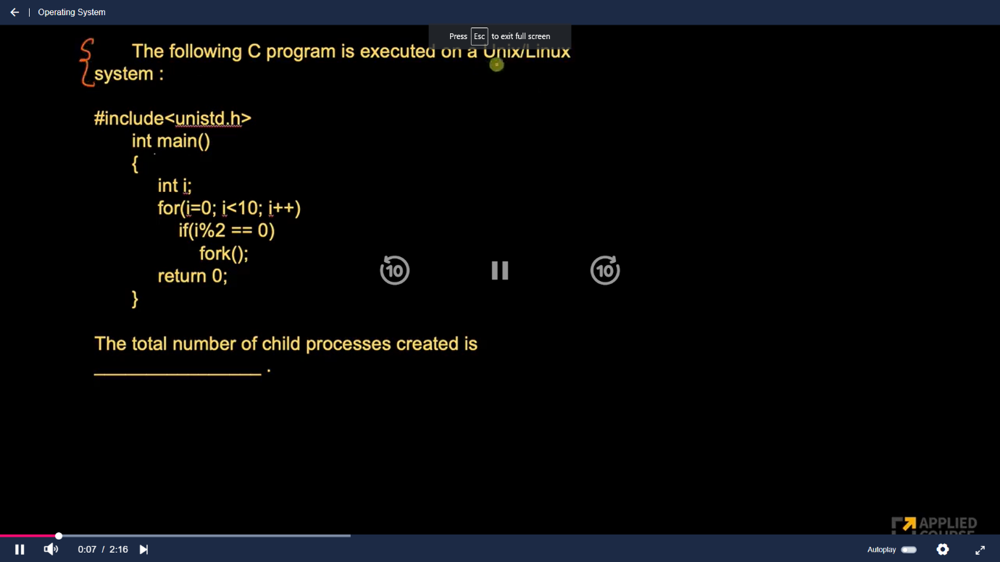 Operating System
Press Esc to exit full screen
The following C program is executed on a Unix/Linux
system :
#include<unistd.h>
int main()
{
int i;
for(i=0; i<10; i++)
if(i%2 == 0)
fork();
return 0;
}
10
10
The total number of child processes created is
________________ .
APPLIED
COURSE
0:07 / 2:16
Autoplay